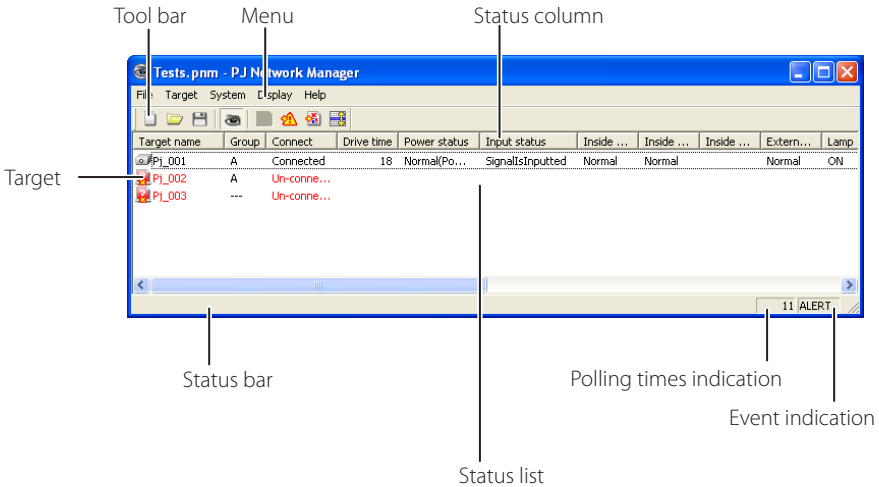 Tool bar Menu Status column
Tests.pnm - PJ Network Manager
File Target System Display Help
Target name Group Connect Drive time Power status Input status Inside ... Inside ... Inside ... Extern... Lamp
Pj_001 A Connected 18 Normal(Po... SignalIsInputted Normal Normal Normal ON
Target
Pj_002 A Un-conne...
Pj_003 --- Un-conne...
11 ALERT
Status bar
Polling times indication
Event indication
Status list